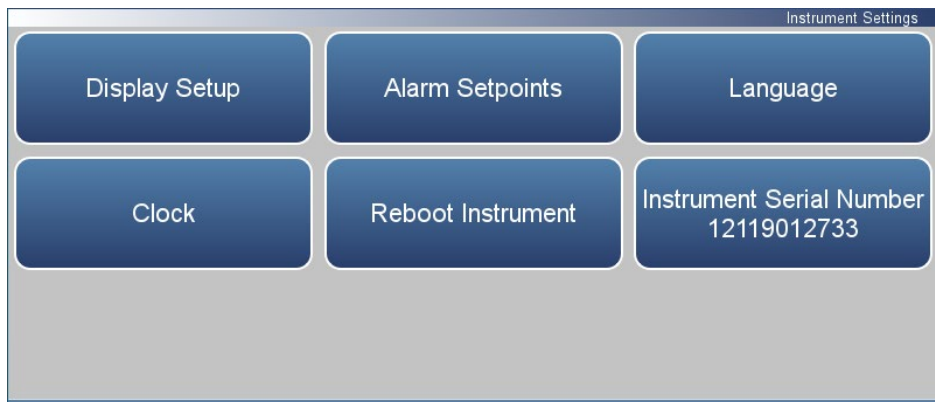 Instrument Settings
Display Setup
Alarm Setpoints
Language
Clock
Reboot Instrument
Instrument Serial Number
12119012733